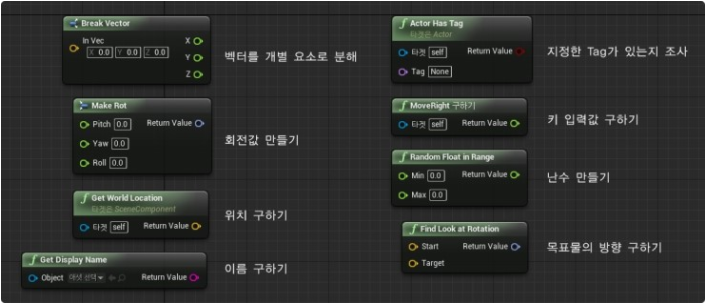 Break Vector
In Vec
X 0.0 Y 0.0 Z 0.0
X
Y
Z
벡터를 개별 요소로 분해
Make Rot
Pitch 0.0
Return Value
Yaw 0.0
Roll 0.0
회전값 만들기
Get World Location
타겟은 SceneComponent
타겟 self
Return Value
위치 구하기
Get Display Name
Object 애셋 선택
Return Value
이름 구하기
Actor Has Tag
타겟은 Actor
타겟 self
Return Value
Tag None
지정한 Tag가 있는지 조사
MoveRight 구하기
타겟 self
Return Value
키 입력값 구하기
Random Float in Range
Min 0.0
Return Value
Max 0.0
난수 만들기
Find Look at Rotation
Start
Return Value
Target
목표물의 방향 구하기